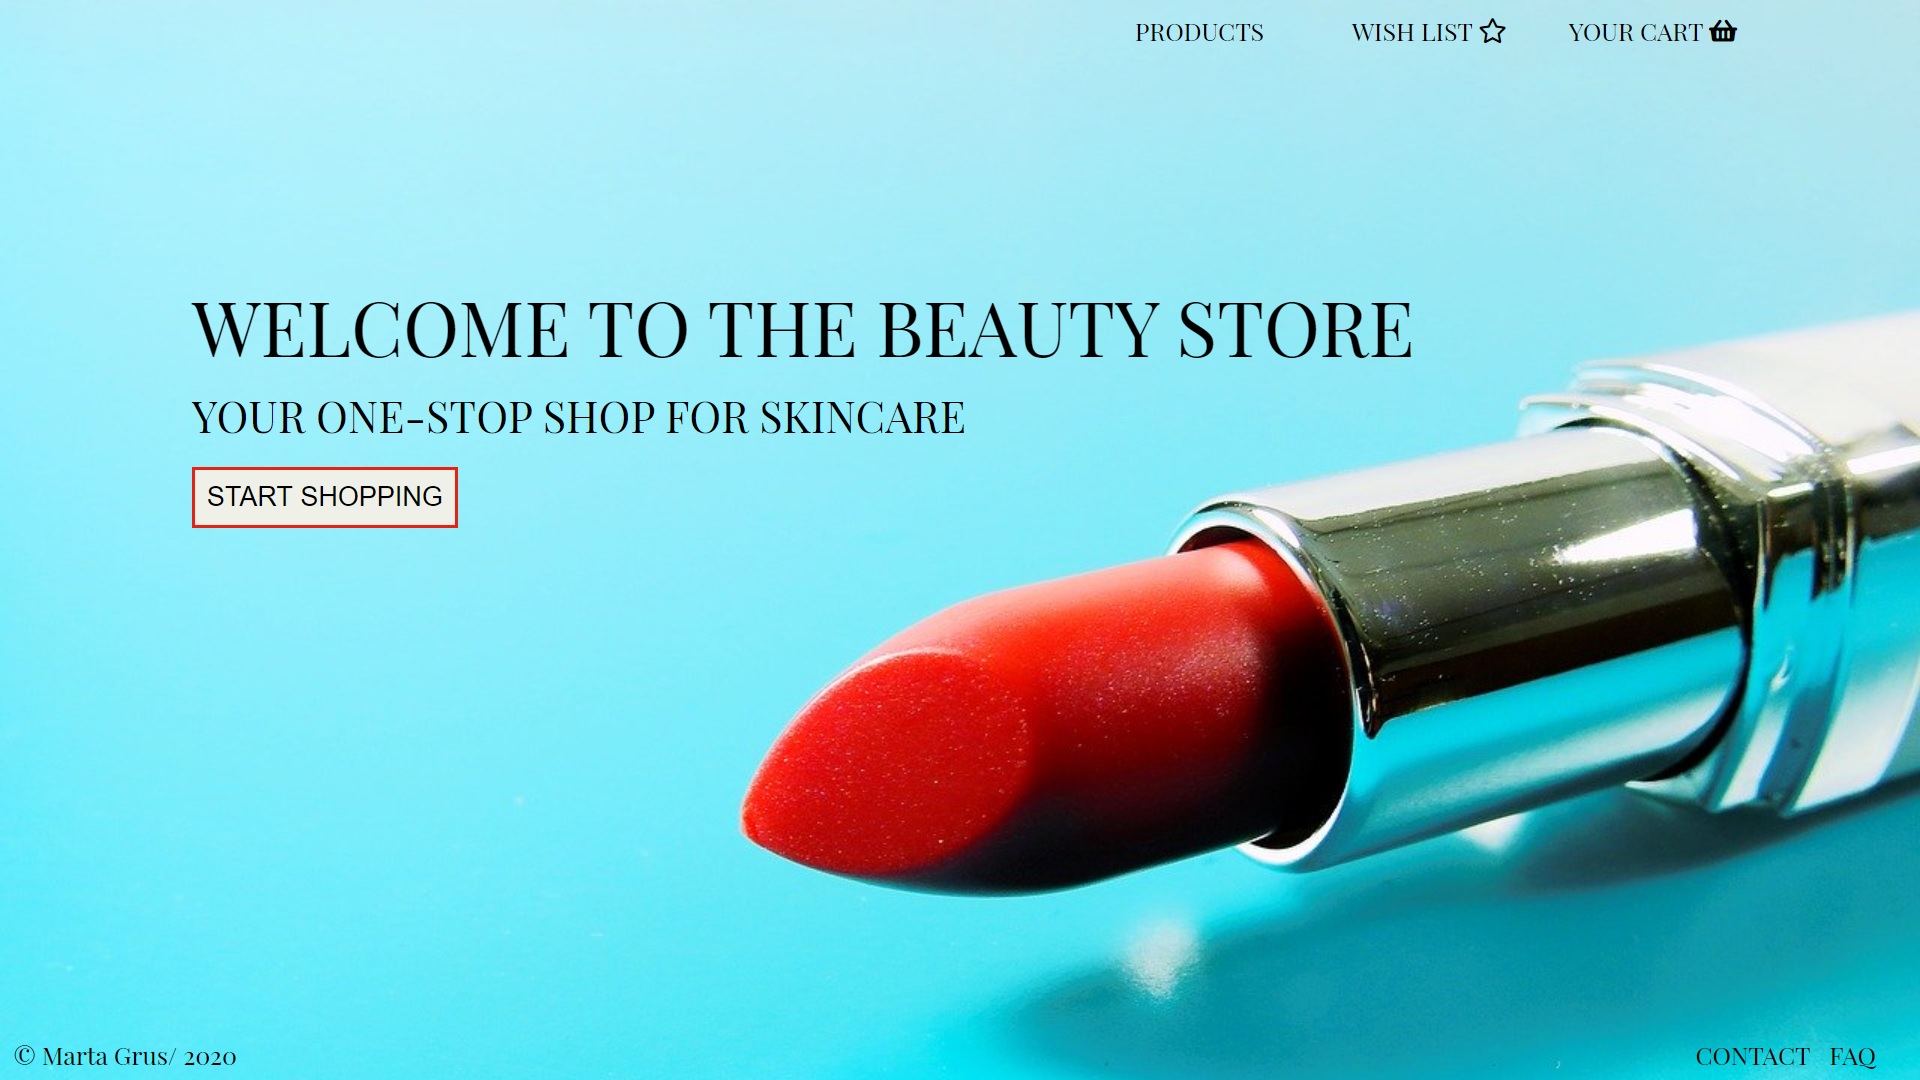 PRODUCTS WISH LIST YOUR CART
WELCOME TO THE BEAUTY STORE
YOUR ONE-STOP SHOP FOR SKINCARE
START SHOPPING
© Marta Grus/ 2020 CONTACT FAQ